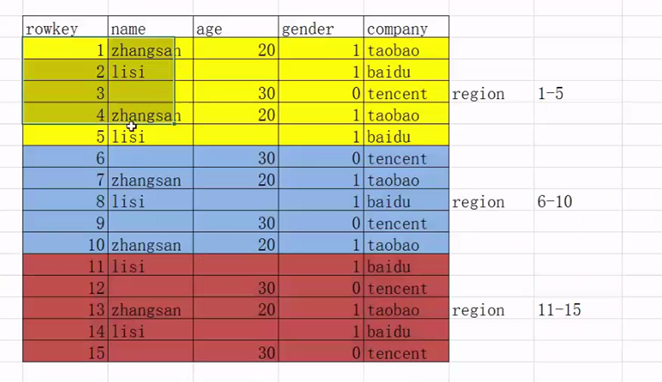 rowkey name age gender company
1 zhangsan 20 1 taobao
2 lisi 1 baidu
3 30 0 tencent region 1-5
4 zhangsan 20 1 taobao
5 lisi 1 baidu
6 30 0 tencent
7 zhangsan 20 1 taobao
8 lisi 1 baidu region 6-10
9 30 0 tencent
10 zhangsan 20 1 taobao
11 lisi 1 baidu
12 30 0 tencent
13 zhangsan 20 1 taobao region 11-15
14 lisi 1 baidu
15 30 0 tencent